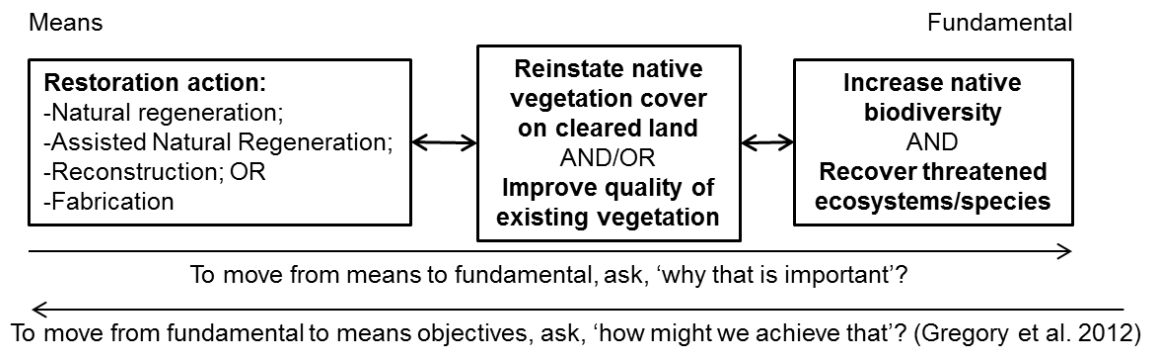 Means
Fundamental
Restoration action:
-Natural regeneration;
-Assisted Natural Regeneration;
-Reconstruction; OR
-Fabrication
Reinstate native
vegetation cover
on cleared land
AND/OR
Improve quality of
existing vegetation
Increase native
biodiversity
AND
Recover threatened
ecosystems/species
To move from means to fundamental, ask, ‘why that is important’?
To move from fundamental to means objectives, ask, ‘how might we achieve that’? (Gregory et al. 2012)